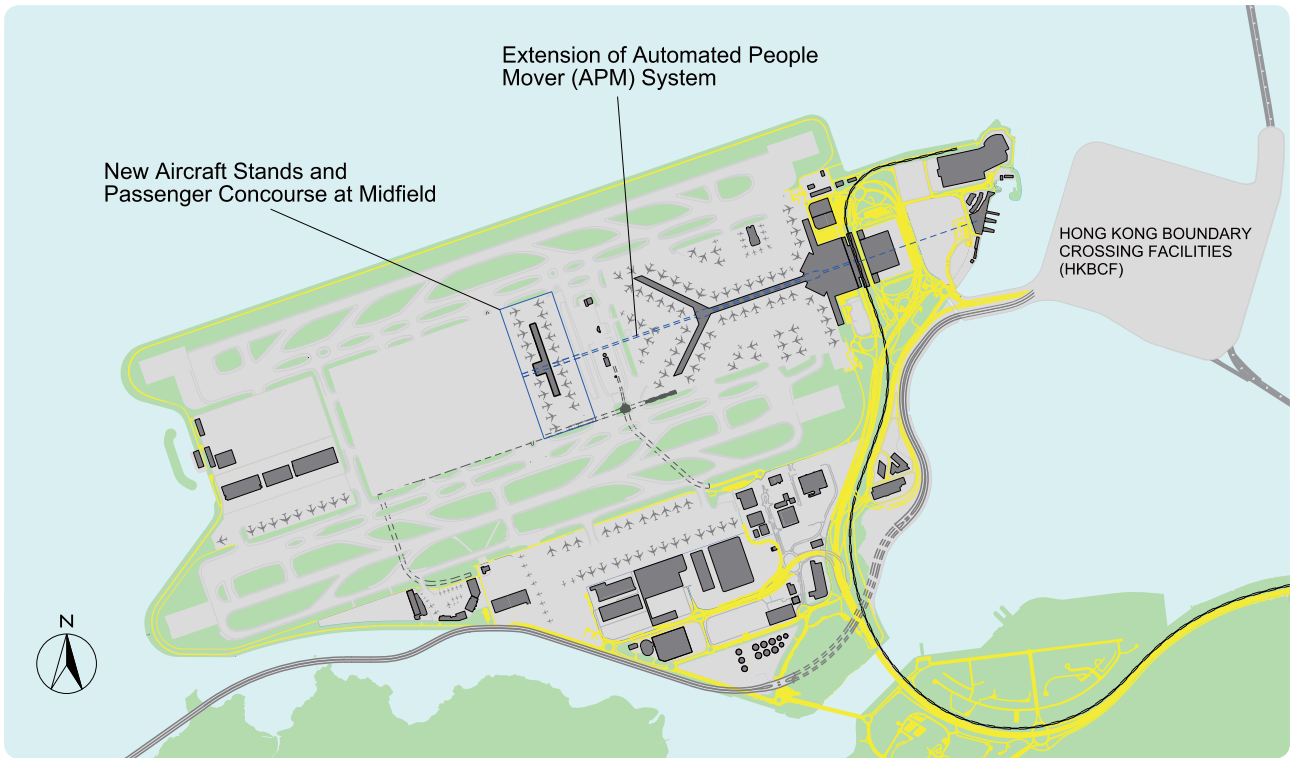 Extension of Automated People
Mover (APM) System
New Aircraft Stands and
Passenger Concourse at Midfield
HONG KONG BOUNDARY
CROSSING FACILITIES
(HKBCF)
N